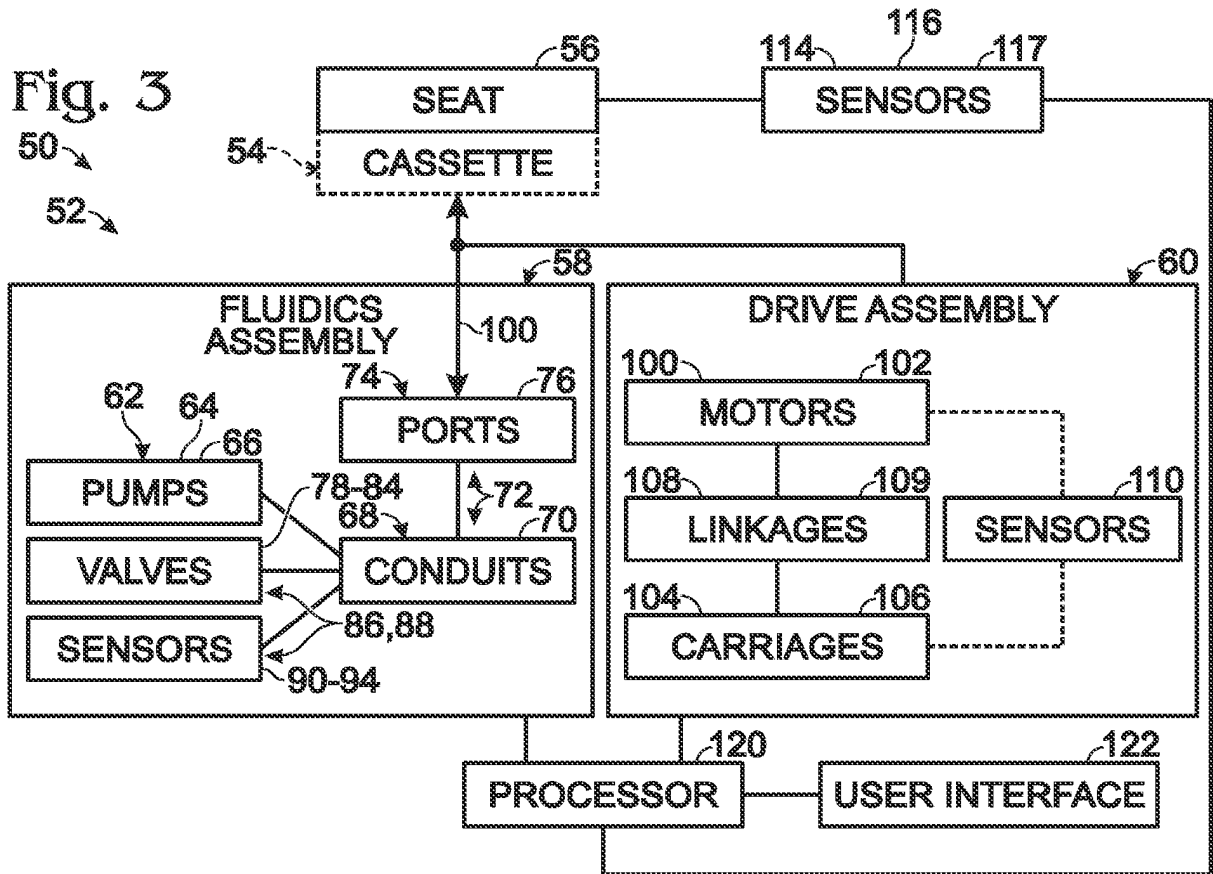 Fig. 3
50
52
54
56
SEAT
CASSETTE
114 116 117
SENSORS
58
FLUIDICS
ASSEMBLY
100
74 76
PORTS
62 64 66
PUMPS
72
78-84
VALVES
68 70
CONDUITS
86,88
SENSORS
90-94
60
DRIVE ASSEMBLY
100 102
MOTORS
108 109
LINKAGES
110
SENSORS
104 106
CARRIAGES
120
PROCESSOR
122
USER INTERFACE